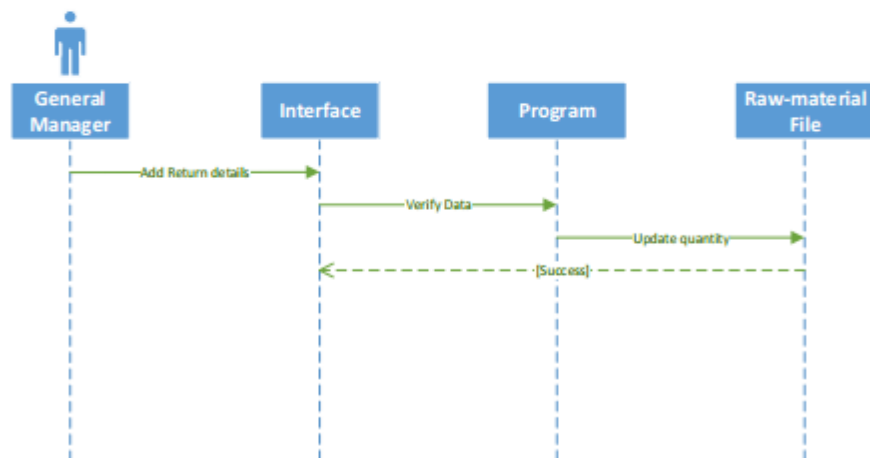 General
Manager
Interface
Program
Raw-material
File
Add Return details
Verify Data
Update quantity
[Success]